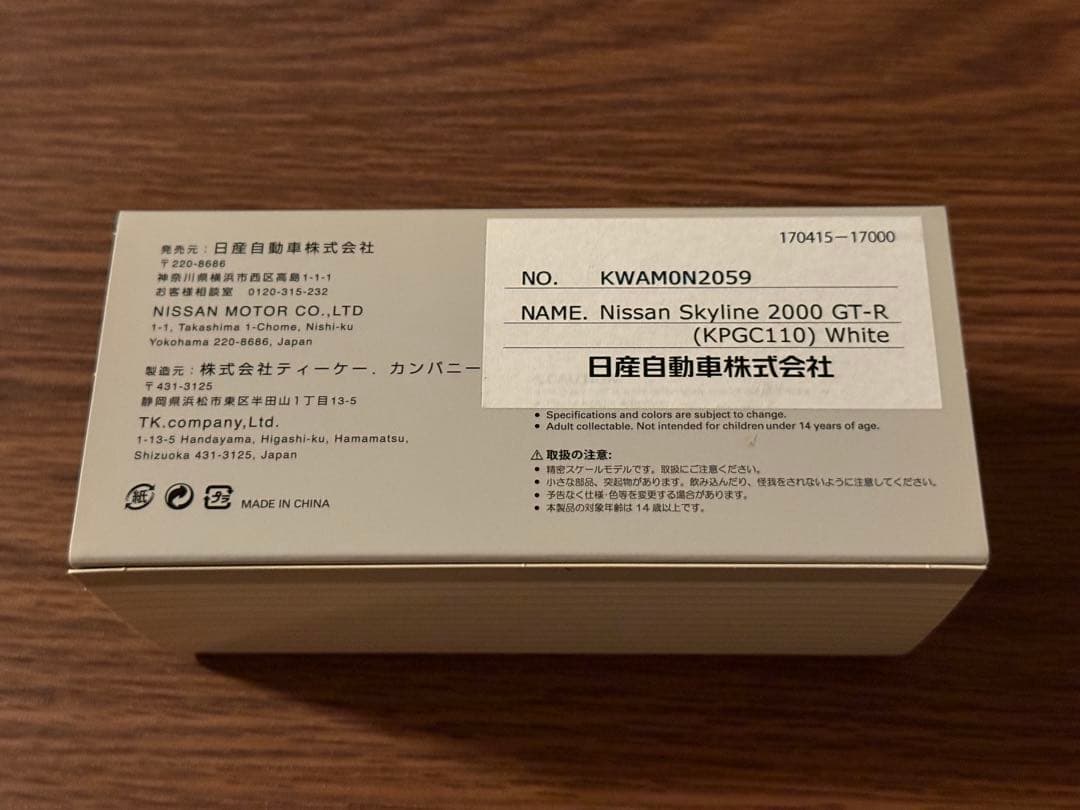 発売元：日産自動車株式会社
〒220-8686
神奈川県横浜市西区高島1-1-1
お客様相談室 0120-315-232
NISSAN MOTOR CO.,LTD
1-1, Takashima 1-Chome, Nishi-ku
Yokohama 220-8686, Japan
製造元：株式会社ティーケー．カンパニー
〒431-3125
静岡県浜松市東区半田山1丁目13-5
TK.company,Ltd.
1-13-5 Handayama, Higashi-ku, Hamamatsu,
Shizuoka 431-3125, Japan
紙 プラ MADE IN CHINA
170415-17000
NO. KWAM0N2059
NAME. Nissan Skyline 2000 GT-R
(KPGC110) White
日産自動車株式会社
• Specifications and colors are subject to change.
• Adult collectable. Not intended for children under 14 years of age.
⚠ 取扱の注意:
• 精密スケールモデルです。取扱にご注意ください。
• 小さな部品、突起物があります。飲み込んだり、怪我をされないように注意してください。
• 予告なく仕様・色等を変更する場合があります。
• 本製品の対象年齢は14歳以上です。